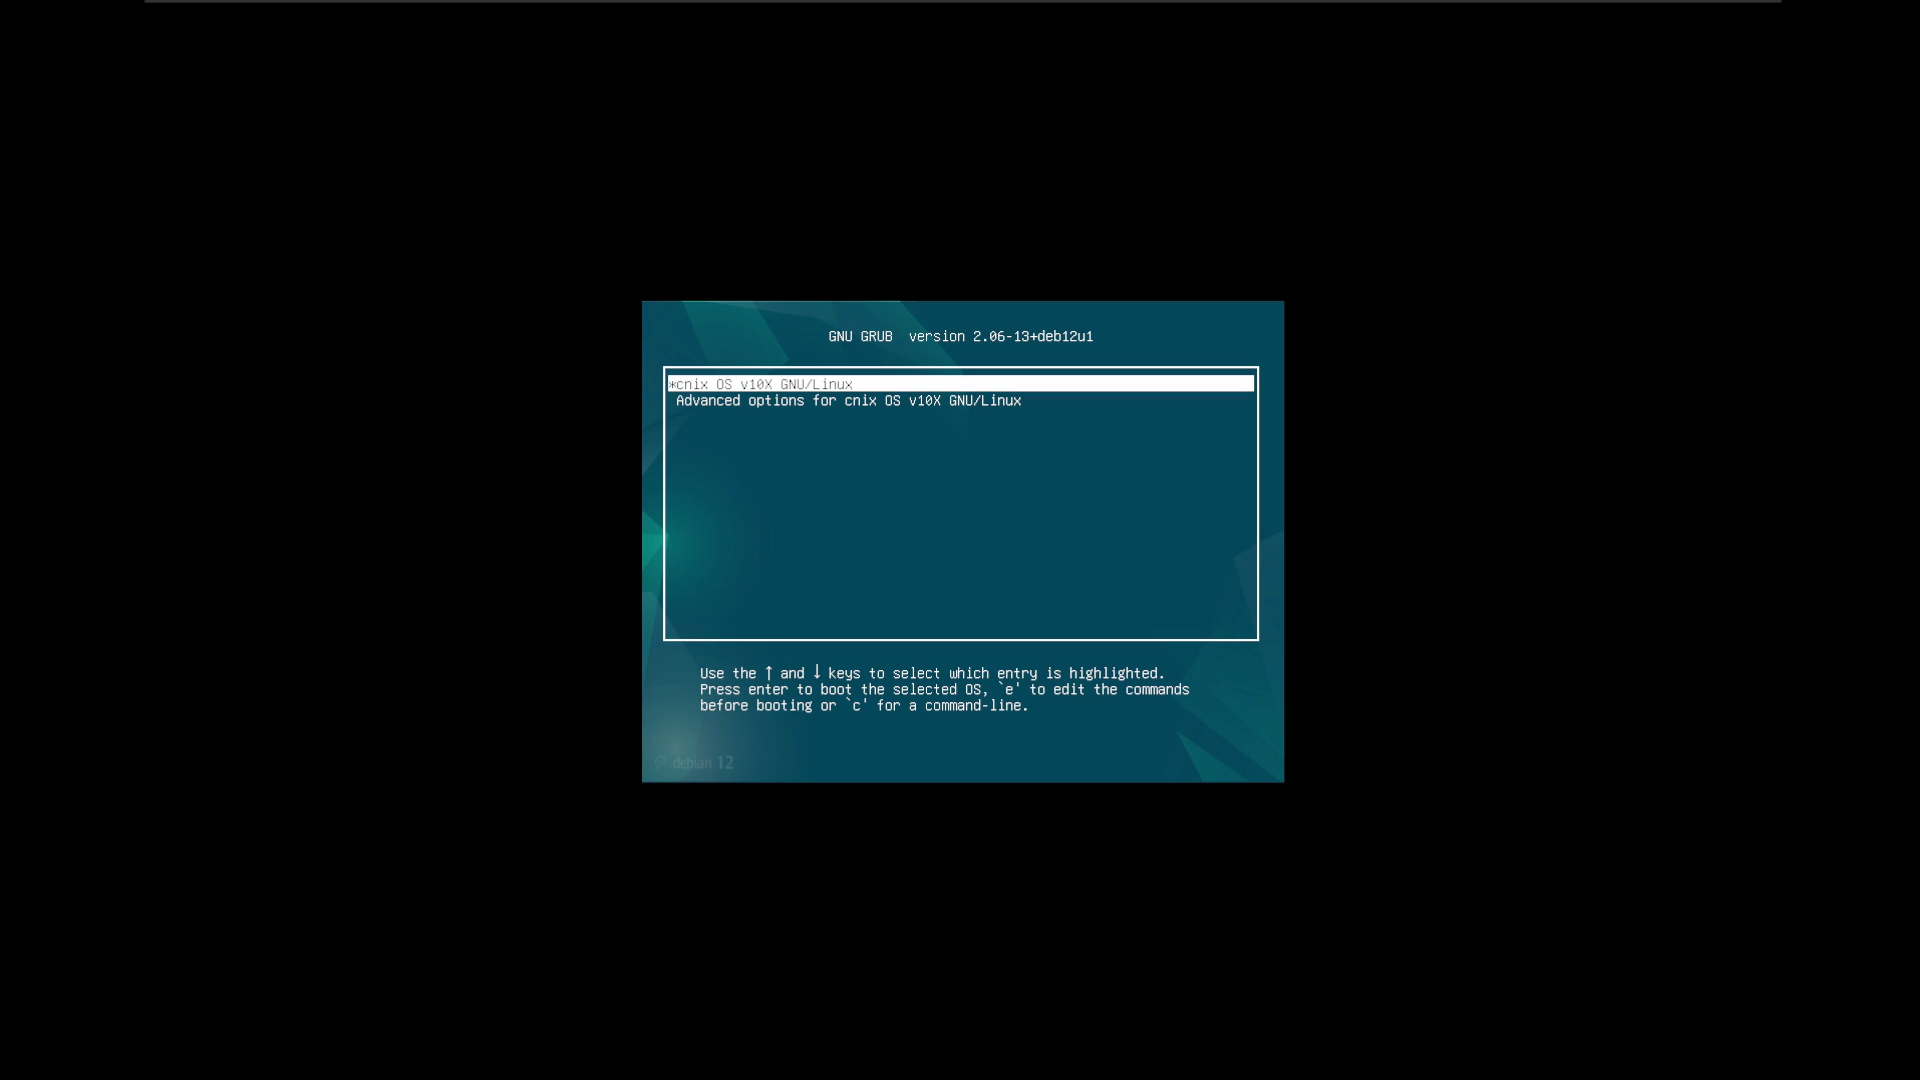 GNU GRUB  version 2.06-13+deb12u1
*cnix OS v10X GNU/Linux
Advanced options for cnix OS v10X GNU/Linux
Use the ↑ and ↓ keys to select which entry is highlighted.
Press enter to boot the selected OS, `e' to edit the commands
before booting or `c' for a command-line.
debian 12